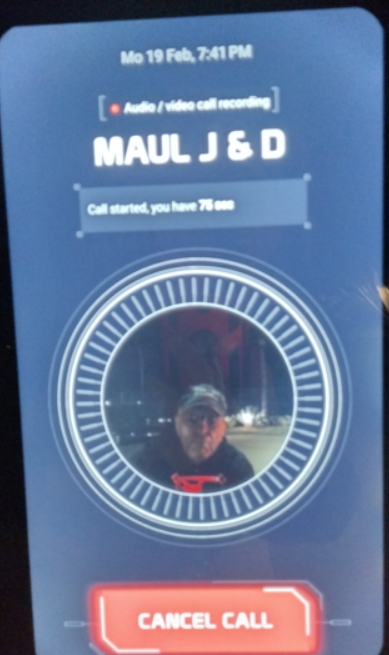 Mo 19 Feb, 7:41 PM
Audio / video call recording
MAUL J & D
Call started, you have 75 sec
CANCEL CALL